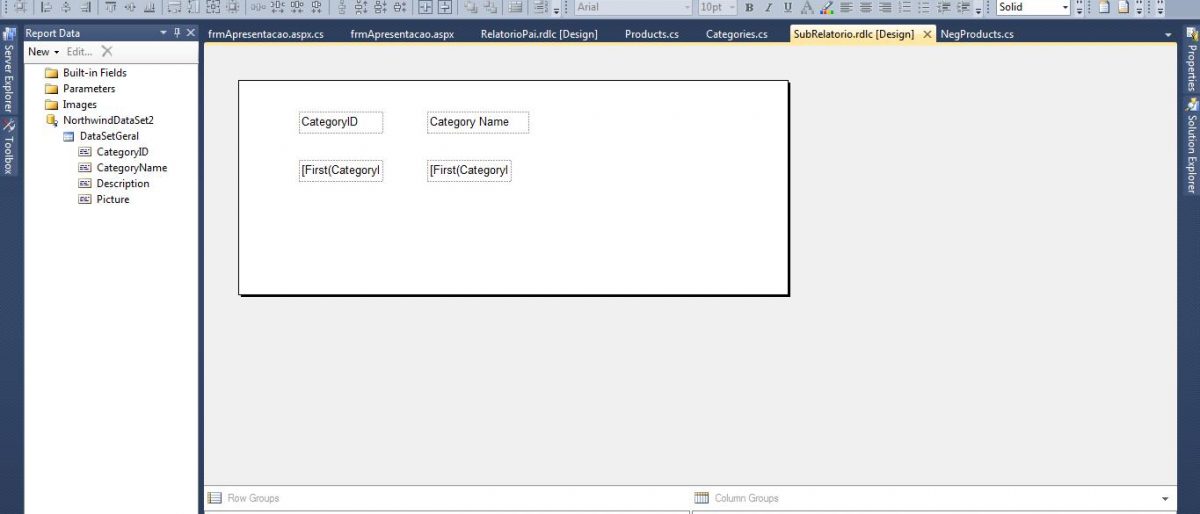 Arial
10pt
B I U
Solid
Report Data
frmApresentacao.aspx.cs
frmApresentacao.aspx
RelatorioPai.rdlc [Design]
Products.cs
Categories.cs
SubRelatorio.rdlc [Design]
NegProducts.cs
New
Edit...
Server Explorer
Toolbox
Properties
Solution Explorer
Built-in Fields
Parameters
Images
NorthwindDataSet2
DataSetGeral
CategoryID
CategoryName
Description
Picture
CategoryID
Category Name
[First(CategoryI
[First(CategoryI
Row Groups
Column Groups